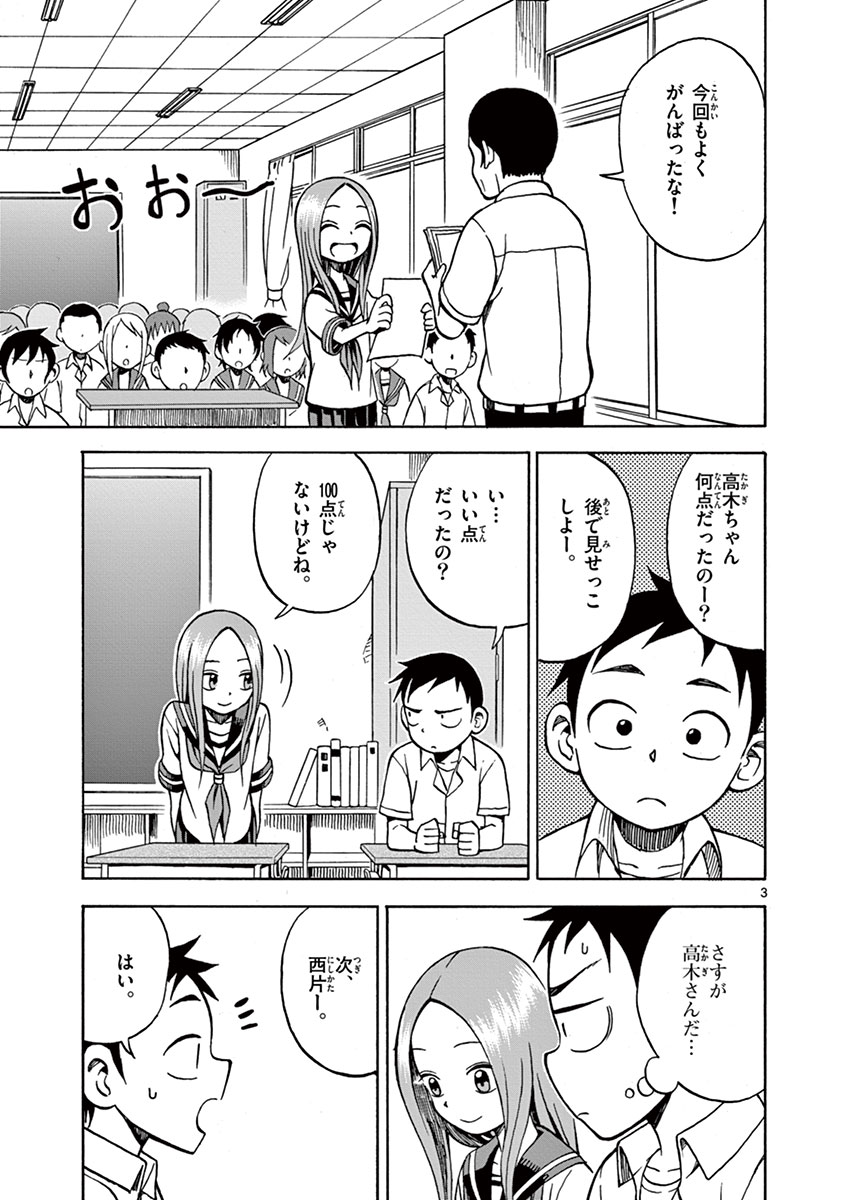 今回もよく
がんばったな！
おお～
高木ちゃん
何点だったのー？
後で見せっこ
しよー。
い…
いい点
だったの？
100点じゃ
ないけどね。
3
さすが
高木さんだ…
次、
西片ー。
はい。